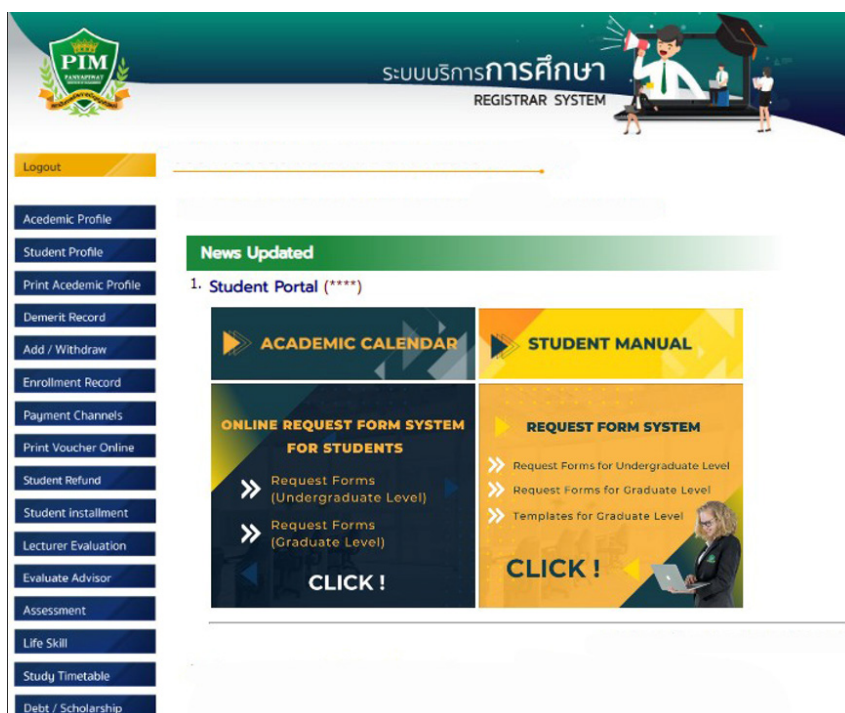 PIM
PANYAPIWAT
ระบบบริการการศึกษา
REGISTRAR SYSTEM
Logout
Acedemic Profile
Student Profile
Print Acedemic Profile
Demerit Record
Add / Withdraw
Enrollment Record
Payment Channels
Print Voucher Online
Student Refund
Student installment
Lecturer Evaluation
Evaluate Advisor
Assessment
Life Skill
Study Timetable
Debt / Scholarship
News Updated
1. Student Portal (****)
ACADEMIC CALENDAR
STUDENT MANUAL
ONLINE REQUEST FORM SYSTEM
FOR STUDENTS
Request Forms
(Undergraduate Level)
Request Forms
(Graduate Level)
CLICK !
REQUEST FORM SYSTEM
Request Forms for Undergraduate Level
Request Forms for Graduate Level
Templates for Graduate Level
CLICK !